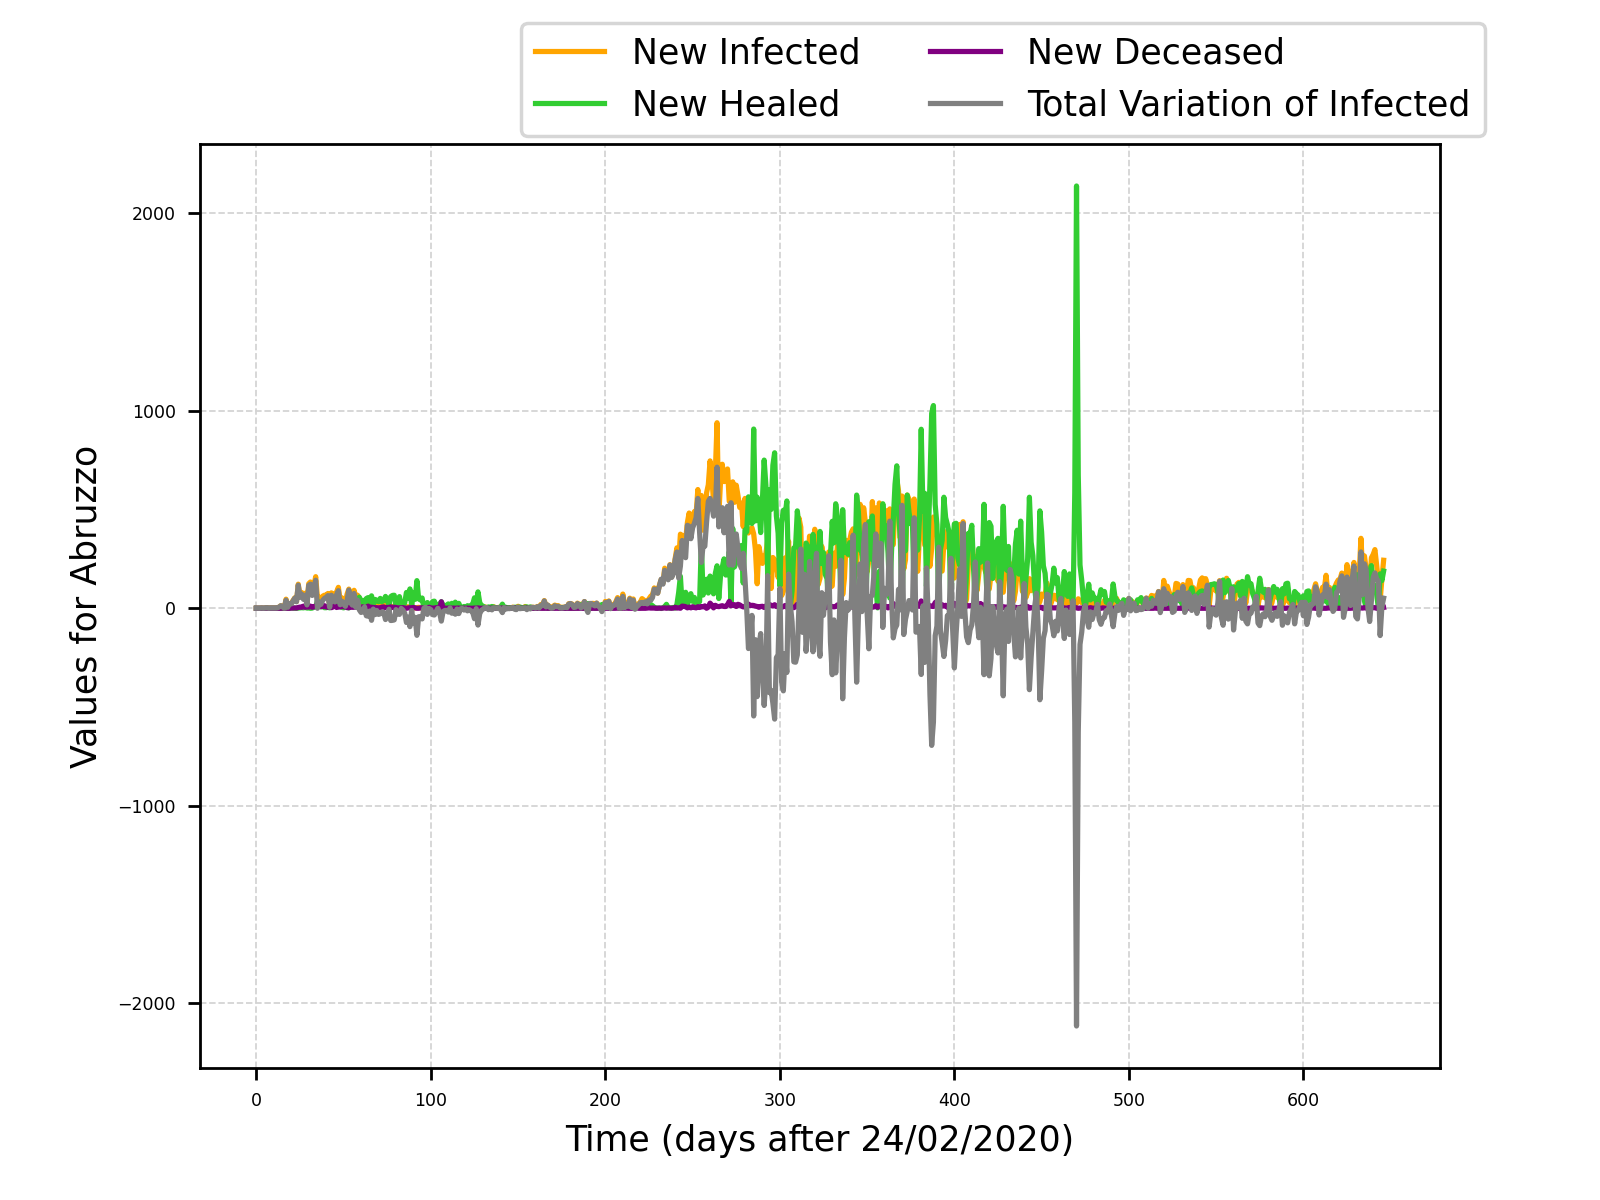 New Infected
New Healed
New Deceased
Total Variation of Infected
2000
1000
0
−1000
−2000
Values for Abruzzo
0 100 200 300 400 500 600
Time (days after 24/02/2020)